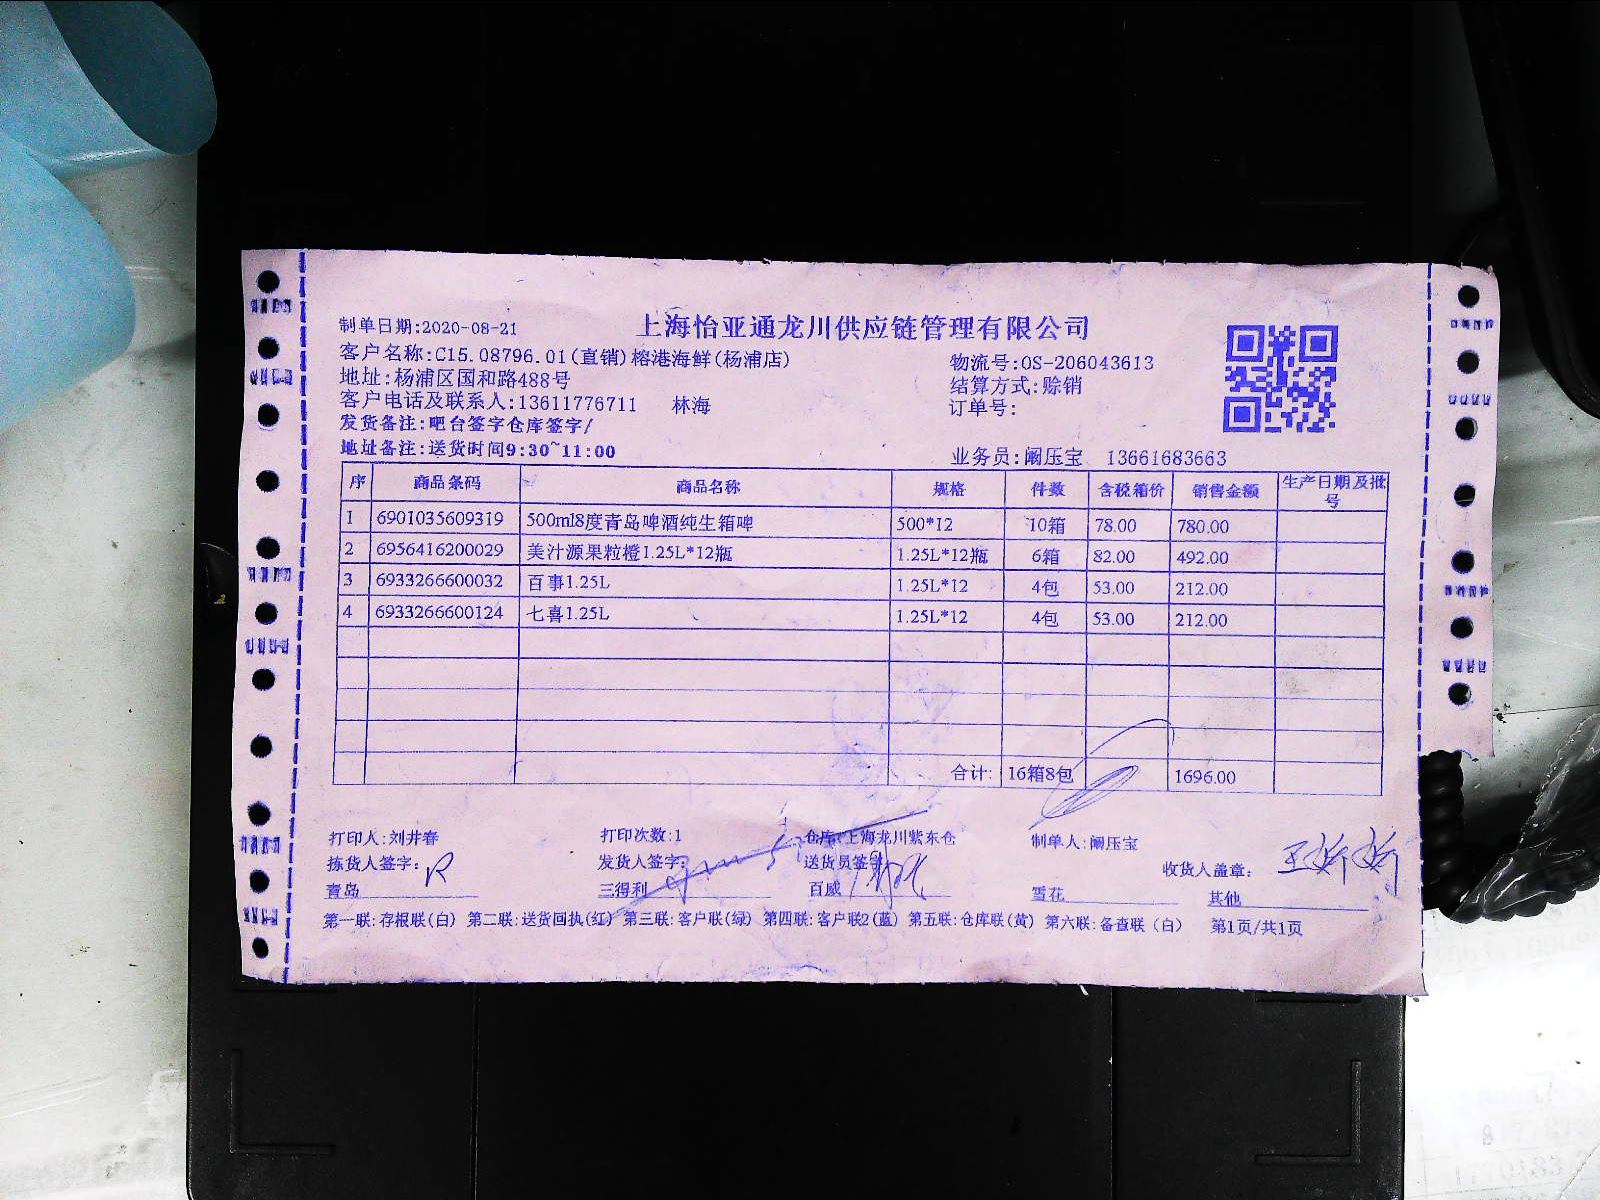 上海怡亚通龙川供应链管理有限公司
制单日期:2020-08-21
客户名称:C15.08796.01(直销)榕港海鲜(杨浦店)
物流号:OS-206043613
地址:杨浦区国和路488号
结算方式:赊销
客户电话及联系人:13611776711 林海
订单号:
发货备注:吧台签字仓库签字/
地址备注:送货时间9:30~11:00
业务员:阚压宝 13661683663
序 商品条码 商品名称 规格 件数 含税箱价 销售金额 生产日期及批号
1 6901035609319 500ml8度青岛啤酒纯生箱啤 500*12 10箱 78.00 780.00
2 6956416200029 美汁源果粒橙1.25L*12瓶 1.25L*12瓶 6箱 82.00 492.00
3 6933266600032 百事1.25L 1.25L*12 4包 53.00 212.00
4 6933266600124 七喜1.25L 1.25L*12 4包 53.00 212.00
合计: 16箱8包 1696.00
打印人:刘井春 打印次数:1 仓库:上海龙川紫东仓 制单人:阚压宝
拣货人签字: 发货人签字: 送货员签字: 收货人盖章:
青岛 三得利 百威 雪花 其他
第一联:存根联(白) 第二联:送货回执(红) 第三联:客户联(绿) 第四联:客户联2(蓝) 第五联:仓库联(黄) 第六联:备查联(白) 第1页/共1页